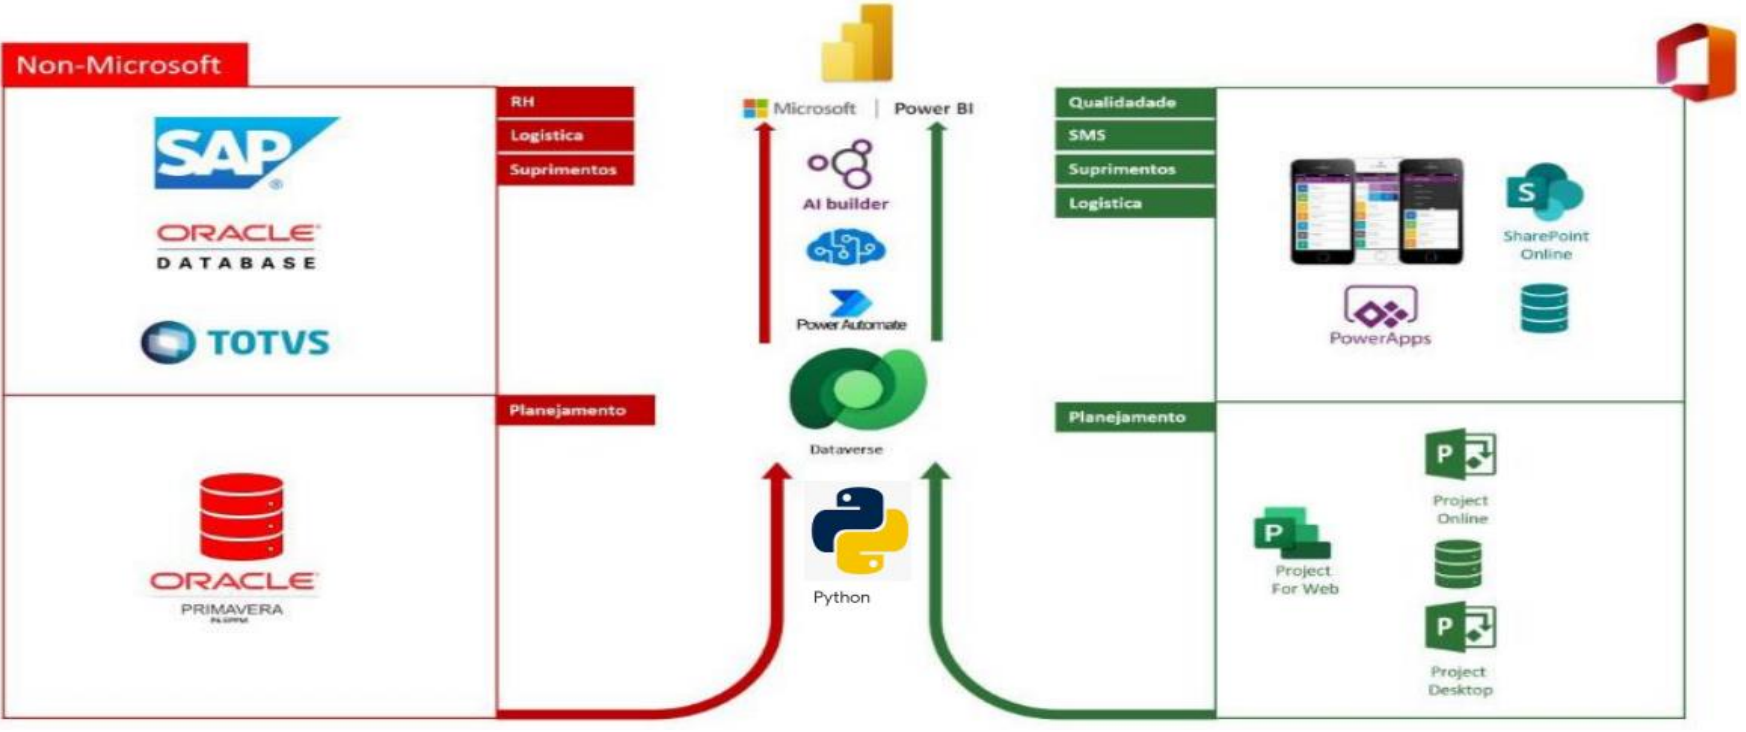 Non-Microsoft
SAP
®
ORACLE
DATABASE
TOTVS
RH
Logistica
Suprimentos
Planejamento
ORACLE
PRIMAVERA
Microsoft | Power BI
AI builder
Power Automate
Dataverse
Python
Qualidadade
SMS
Suprimentos
Logistica
S
SharePoint
Online
PowerApps
Planejamento
P
Project
Online
P
Project
For Web
P
Project
Desktop